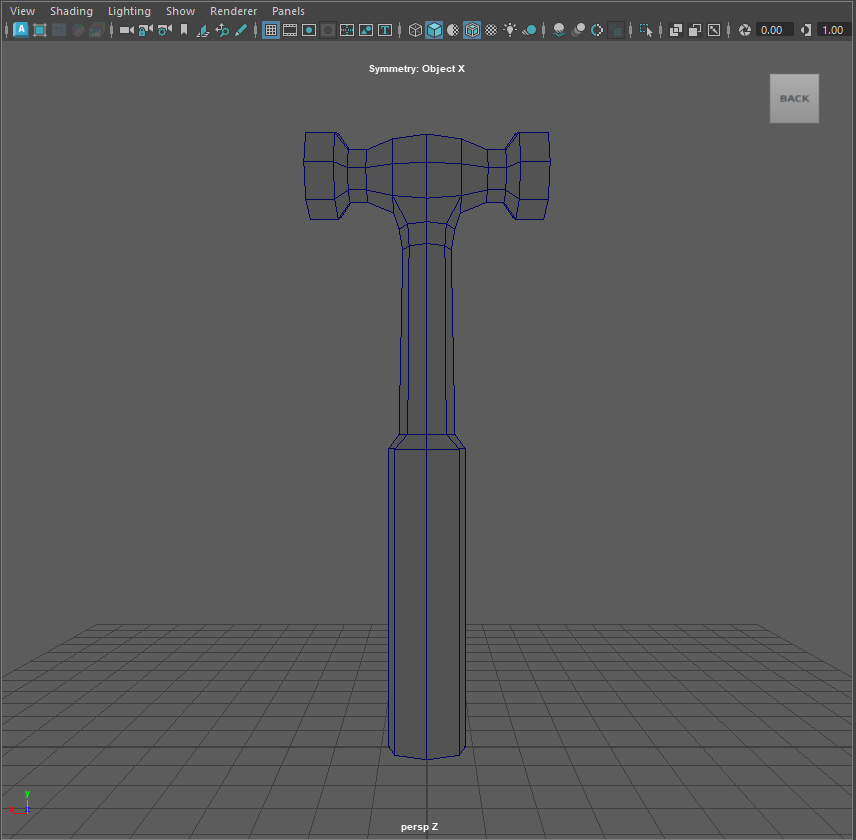 View Shading Lighting Show Renderer Panels
A T 0.00 1.00
Symmetry: Object X
BACK
y
persp Z